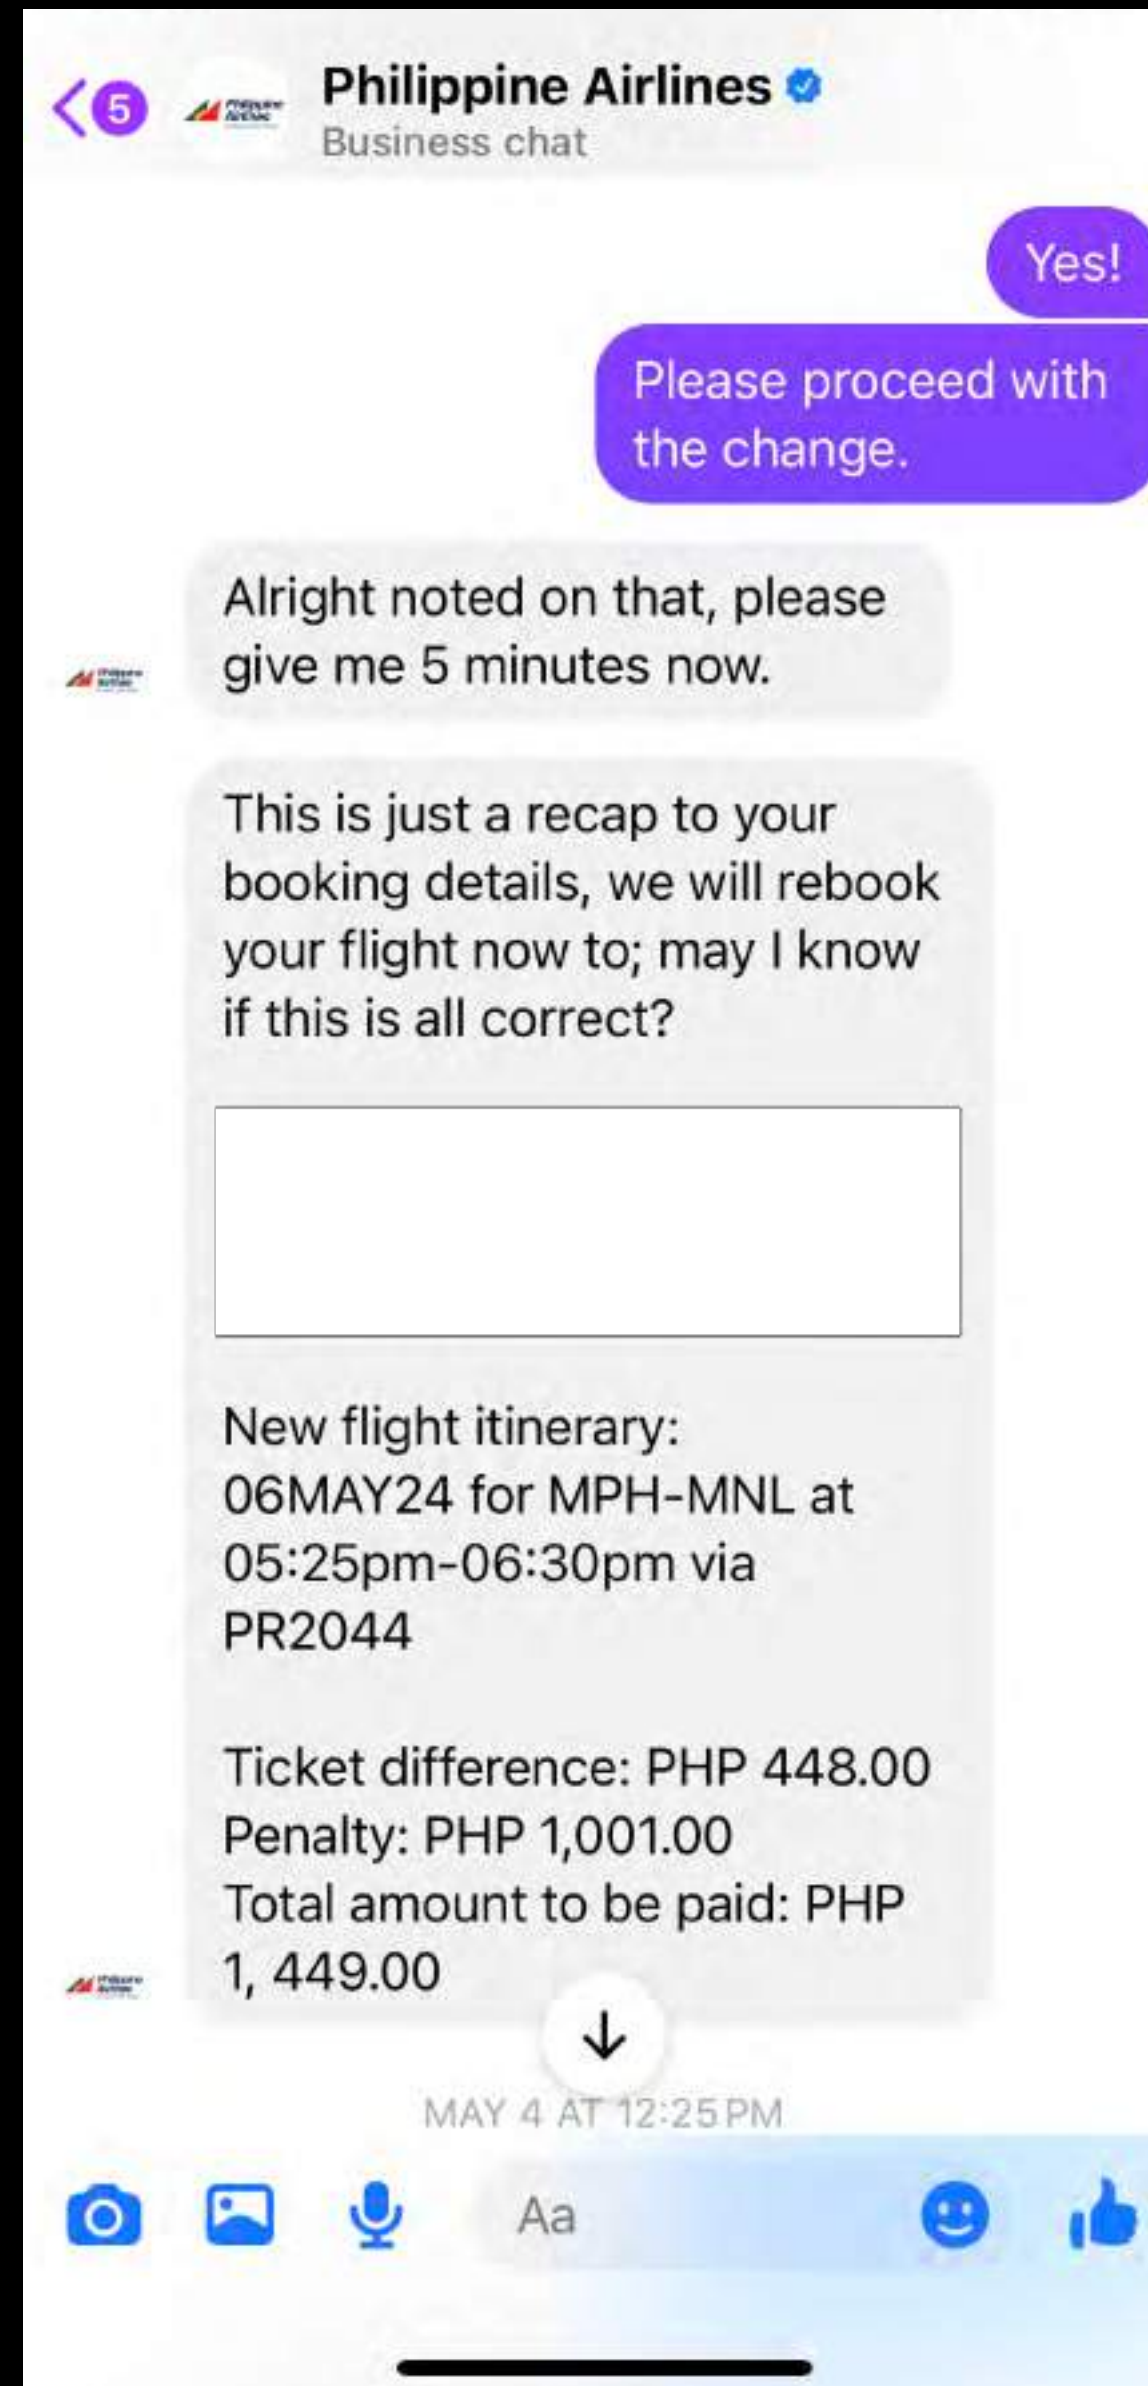 5
Philippine Airlines
Business chat
Yes!
Please proceed with
the change.
Alright noted on that, please
give me 5 minutes now.
This is just a recap to your
booking details, we will rebook
your flight now to; may I know
if this is all correct?
New flight itinerary:
06MAY24 for MPH-MNL at
05:25pm-06:30pm via
PR2044
Ticket difference: PHP 448.00
Penalty: PHP 1,001.00
Total amount to be paid: PHP
1, 449.00
MAY 4 AT 12:25 PM
Aa